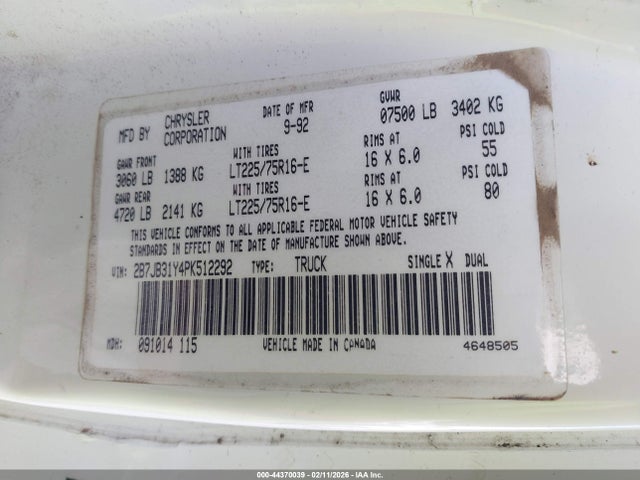 MFD BY CHRYSLER CORPORATION DATE OF MFR 9-92 GVWR 07500 LB 3402 KG
GAWR FRONT 3060 LB 1388 KG WITH TIRES LT225/75R16-E RIMS AT 16 X 6.0 PSI COLD 55
GAWR REAR 4720 LB 2141 KG WITH TIRES LT225/75R16-E RIMS AT 16 X 6.0 PSI COLD 80
THIS VEHICLE CONFORMS TO ALL APPLICABLE FEDERAL MOTOR VEHICLE SAFETY
STANDARDS IN EFFECT ON THE DATE OF MANUFACTURE SHOWN ABOVE.
VIN: 2B7JB31Y4PK512292 TYPE: TRUCK SINGLE X DUAL
MDH: 091014 115 VEHICLE MADE IN CANADA 4648505
000-44370039 - 02/11/2026 - IAA Inc.